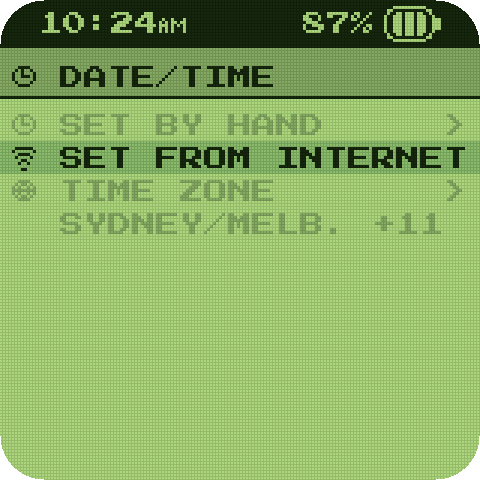 10:24AM 87%
DATE/TIME
SET BY HAND >
SET FROM INTERNET
TIME ZONE >
SYDNEY/MELB. +11